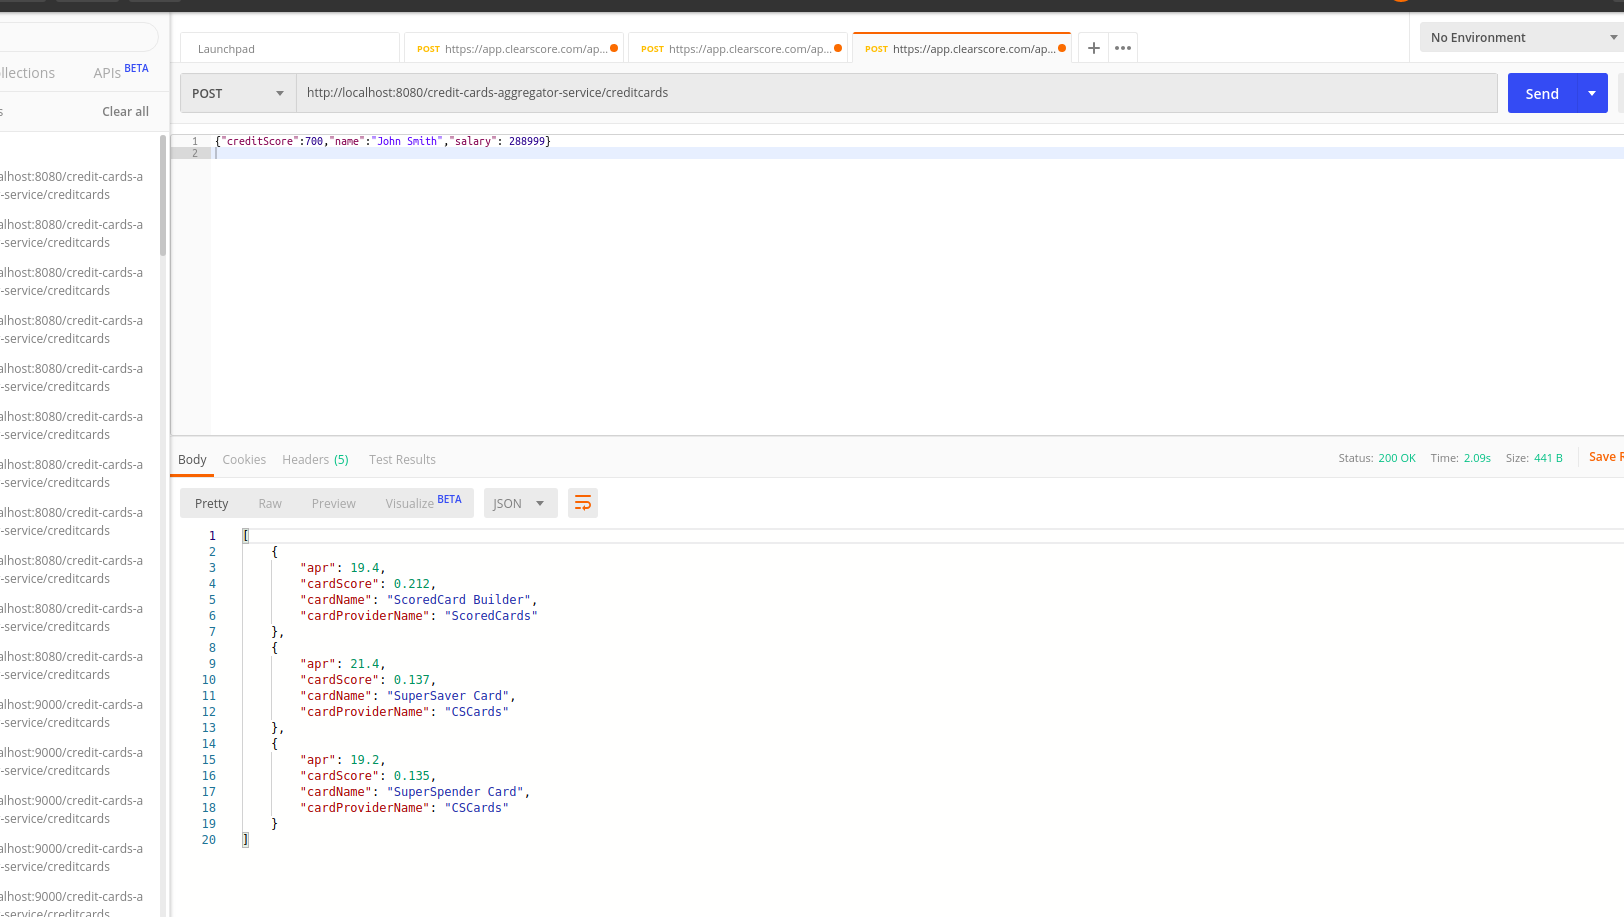 Launchpad
POST https://app.clearscore.com/ap...
POST https://app.clearscore.com/ap...
POST https://app.clearscore.com/ap...
No Environment
llections
APIs BETA
s
Clear all
POST
http://localhost:8080/credit-cards-aggregator-service/creditcards
Send
1 {"creditScore":700,"name":"John Smith","salary": 288999}
2
alhost:8080/credit-cards-a
-service/creditcards
alhost:8080/credit-cards-a
-service/creditcards
alhost:8080/credit-cards-a
-service/creditcards
alhost:8080/credit-cards-a
-service/creditcards
alhost:8080/credit-cards-a
-service/creditcards
alhost:8080/credit-cards-a
-service/creditcards
alhost:8080/credit-cards-a
-service/creditcards
alhost:8080/credit-cards-a
-service/creditcards
alhost:8080/credit-cards-a
-service/creditcards
alhost:8080/credit-cards-a
-service/creditcards
alhost:8080/credit-cards-a
-service/creditcards
alhost:9000/credit-cards-a
-service/creditcards
alhost:9000/credit-cards-a
-service/creditcards
alhost:9000/credit-cards-a
-service/creditcards
alhost:9000/credit-cards-a
-service/creditcards
alhost:9000/credit-cards-a
-service/creditcards
Body Cookies Headers (5) Test Results
Status: 200 OK Time: 2.09s Size: 441 B Save R
Pretty Raw Preview Visualize BETA JSON
1 [
2 {
3 "apr": 19.4,
4 "cardScore": 0.212,
5 "cardName": "ScoredCard Builder",
6 "cardProviderName": "ScoredCards"
7 },
8 {
9 "apr": 21.4,
10 "cardScore": 0.137,
11 "cardName": "SuperSaver Card",
12 "cardProviderName": "CSCards"
13 },
14 {
15 "apr": 19.2,
16 "cardScore": 0.135,
17 "cardName": "SuperSpender Card",
18 "cardProviderName": "CSCards"
19 }
20 ]